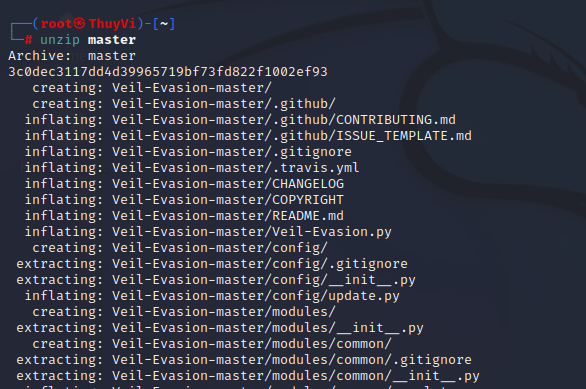 ┌──(root㉿ThuyVi)-[~]
└─# unzip master
Archive:  master
3c0dec3117dd4d39965719bf73fd822f1002ef93
   creating: Veil-Evasion-master/
   creating: Veil-Evasion-master/.github/
  inflating: Veil-Evasion-master/.github/CONTRIBUTING.md
  inflating: Veil-Evasion-master/.github/ISSUE_TEMPLATE.md
  inflating: Veil-Evasion-master/.gitignore
  inflating: Veil-Evasion-master/.travis.yml
  inflating: Veil-Evasion-master/CHANGELOG
  inflating: Veil-Evasion-master/COPYRIGHT
  inflating: Veil-Evasion-master/README.md
  inflating: Veil-Evasion-master/Veil-Evasion.py
   creating: Veil-Evasion-master/config/
 extracting: Veil-Evasion-master/config/.gitignore
 extracting: Veil-Evasion-master/config/__init__.py
  inflating: Veil-Evasion-master/config/update.py
   creating: Veil-Evasion-master/modules/
 extracting: Veil-Evasion-master/modules/__init__.py
   creating: Veil-Evasion-master/modules/common/
 extracting: Veil-Evasion-master/modules/common/.gitignore
 extracting: Veil-Evasion-master/modules/common/__init__.py